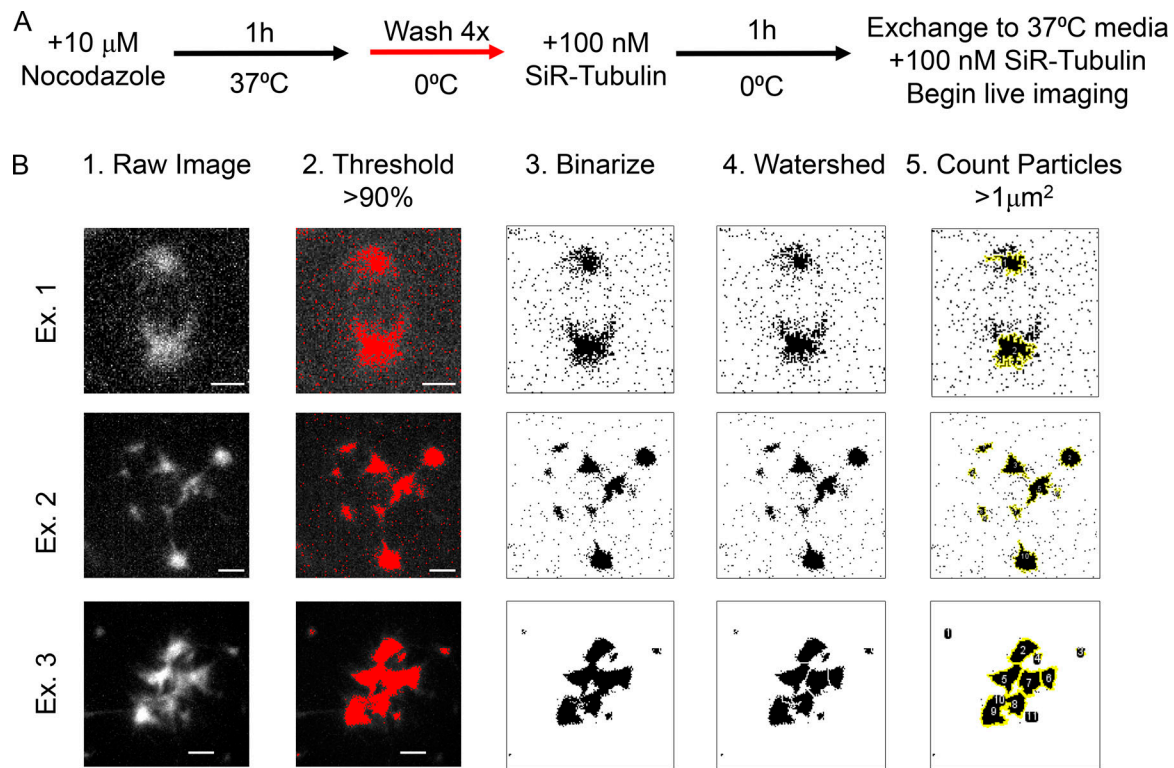 A
+10 μM
Nocodazole
1h
37ºC
Wash 4x
0ºC
+100 nM
SiR-Tubulin
1h
0ºC
Exchange to 37ºC media
+100 nM SiR-Tubulin
Begin live imaging
B
1. Raw Image
2. Threshold
>90%
3. Binarize
4. Watershed
5. Count Particles
>1μm²
Ex. 1
Ex. 2
10
Ex. 3
1
2
3
4
5
6
7
8
9
10
11